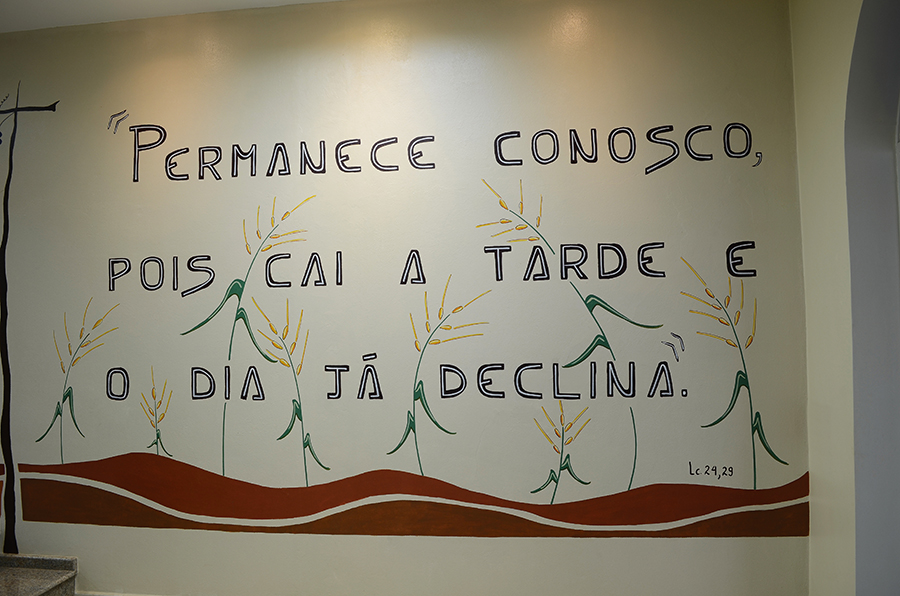 "PERMANECE CONOSCO,
POIS CAI A TARDE E
O DIA JÁ DECLINA".
Lc. 24,29